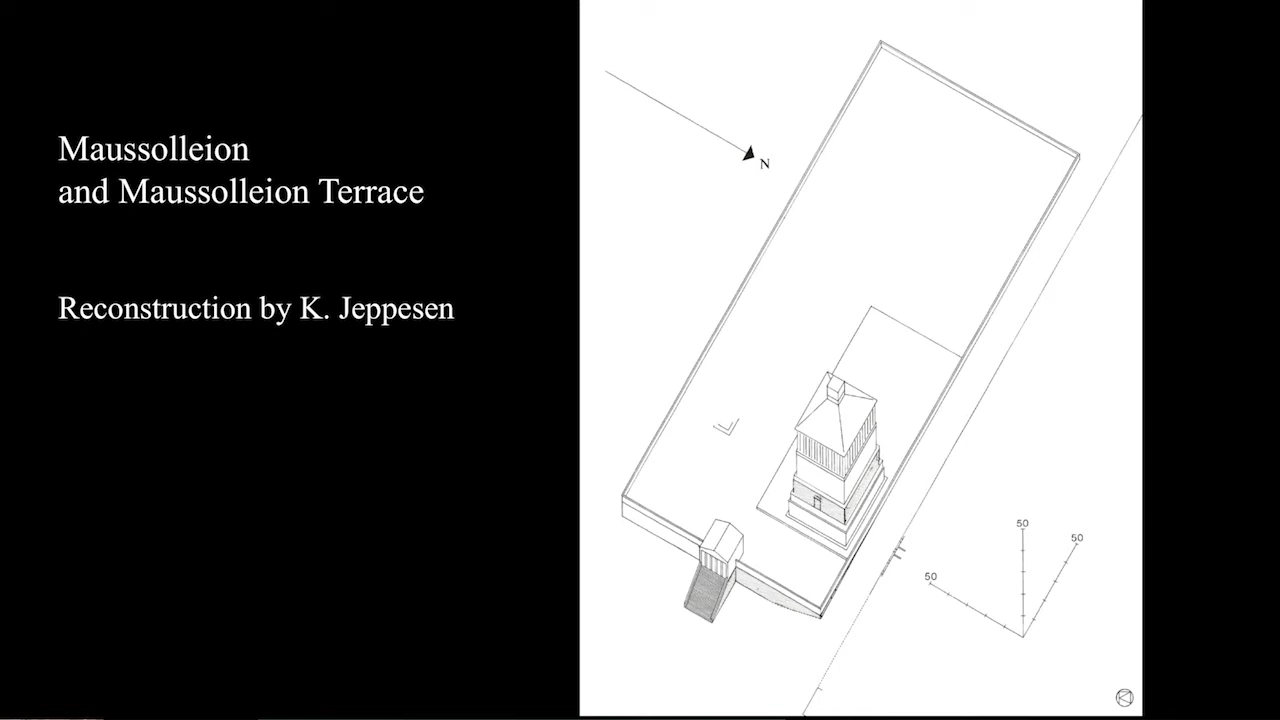 Maussolleion
and Maussolleion Terrace
Reconstruction by K. Jeppesen
N
50
50
50